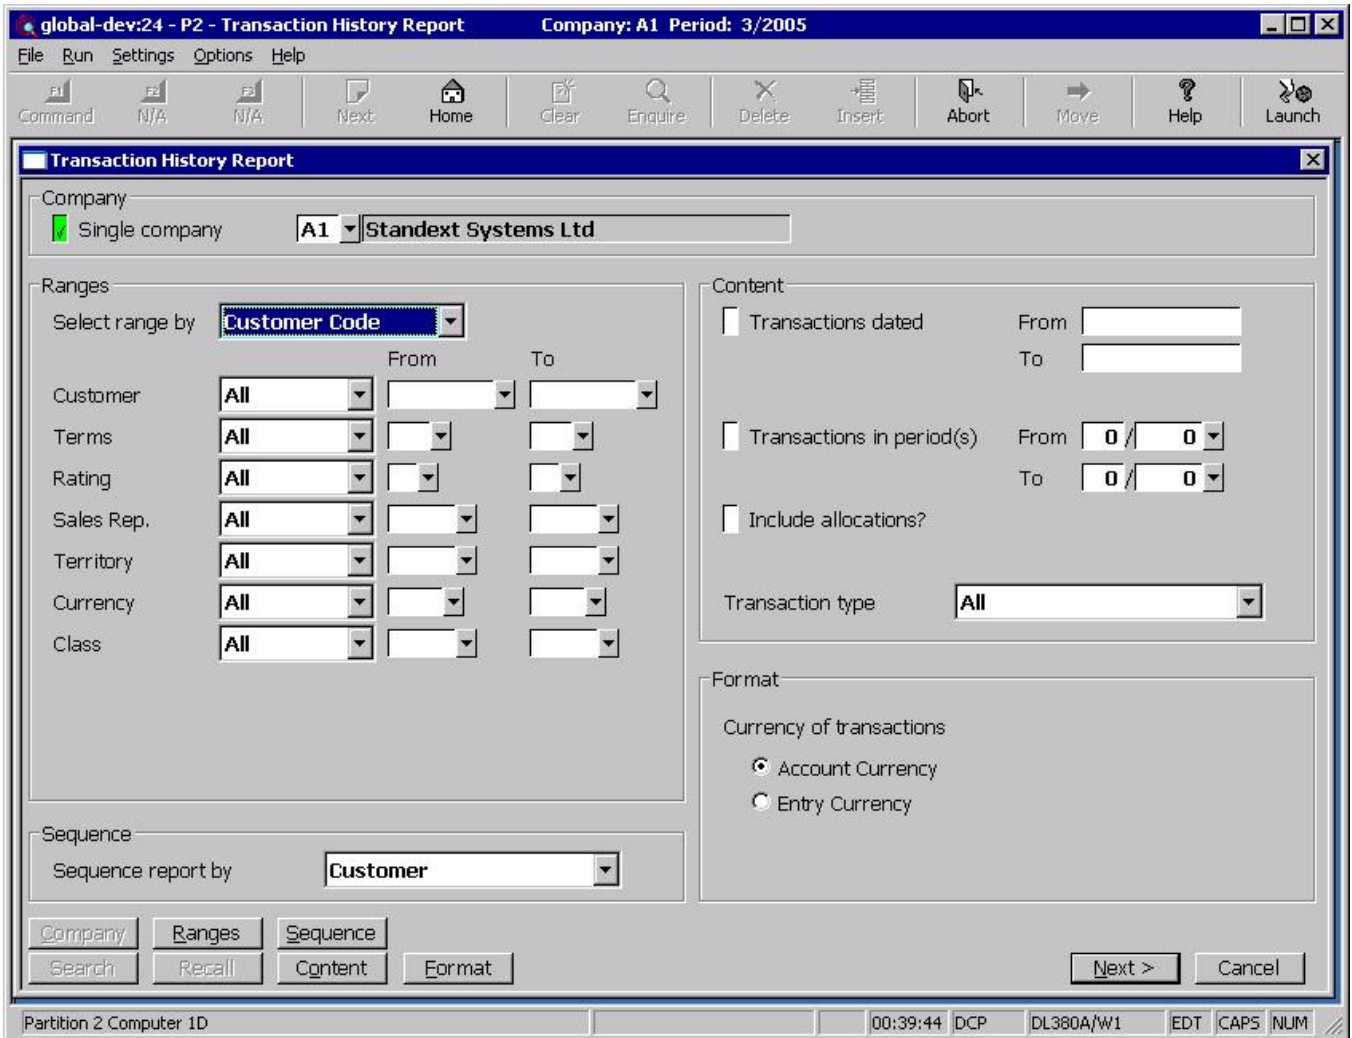 global-dev:24 - P2 - Transaction History Report Company: A1 Period: 3/2005
File Run Settings Options Help
F1 F2 F3
Command N/A N/A Next Home Clear Enquire Delete Insert Abort Move Help Launch
Transaction History Report
Company
Single company A1 Standext Systems Ltd
Ranges
Select range by Customer Code
From To
Customer All
Terms All
Rating All
Sales Rep. All
Territory All
Currency All
Class All
Sequence
Sequence report by Customer
Content
Transactions dated From
To
Transactions in period(s) From 0 / 0
To 0 / 0
Include allocations?
Transaction type All
Format
Currency of transactions
Account Currency
Entry Currency
Company Ranges Sequence
Search Recall Content Format Next > Cancel
Partition 2 Computer 1D 00:39:44 DCP DL380A/W1 EDT CAPS NUM